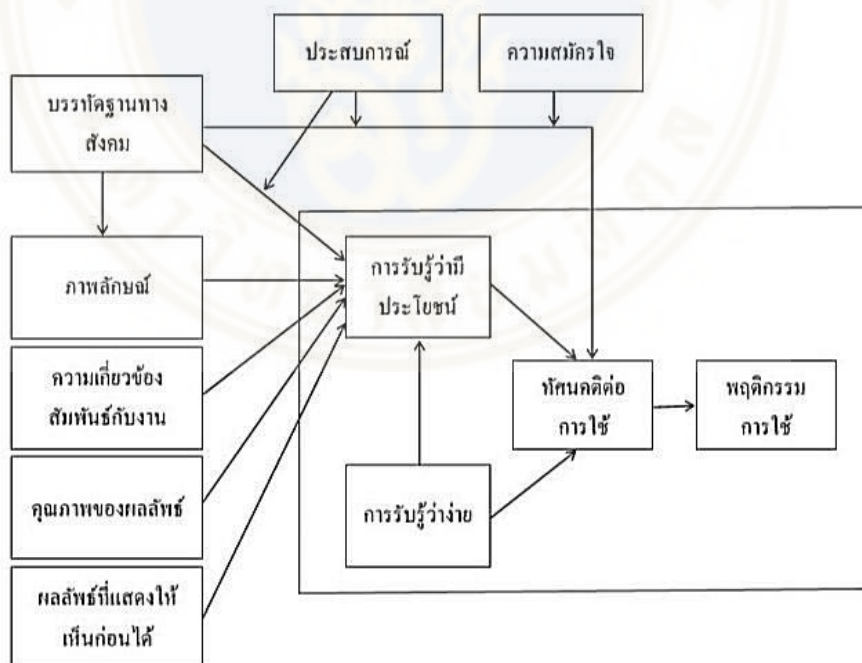 ประสบการณ์
ความสมัครใจ
บรรทัดฐานทาง
สังคม
ภาพลักษณ์
การรับรู้ว่ามี
ประโยชน์
ความเกี่ยวข้อง
สัมพันธ์กับงาน
ทัศนคติต่อ
การใช้
พฤติกรรม
การใช้
คุณภาพของผลลัพธ์
การรับรู้ว่าง่าย
ผลลัพธ์ที่แสดงให้
เห็นก่อนได้